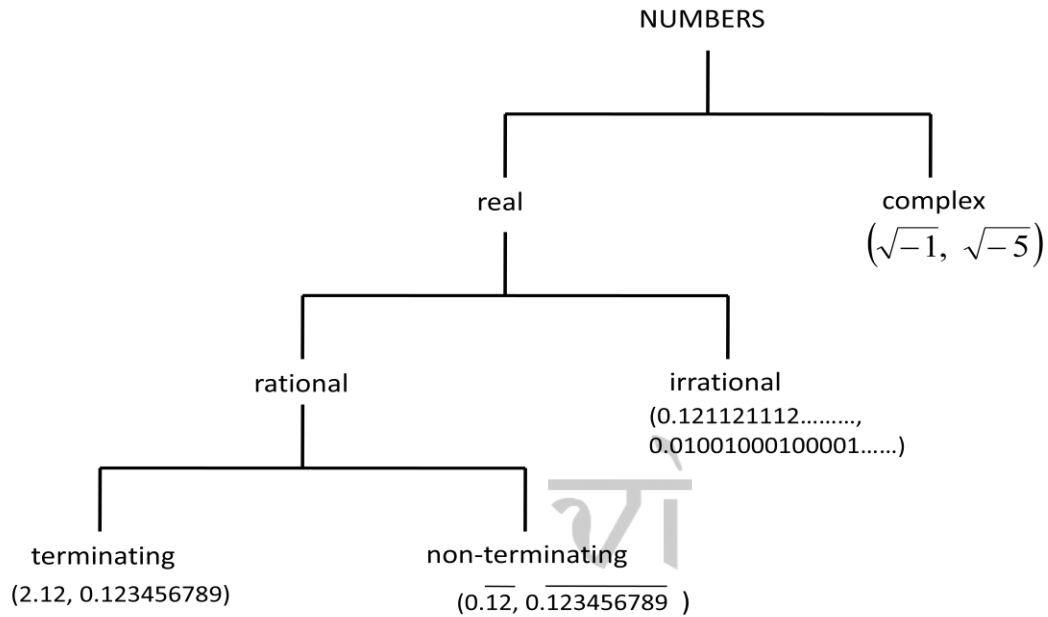 NUMBERS
real
complex
(√−1, √−5)
rational
irrational
(0.121121112.........,
0.01001000100001......)
terminating
(2.12, 0.123456789)
non-terminating
(0.1̅2̅, 0.1̅2̅3̅4̅5̅6̅7̅8̅9̅ )